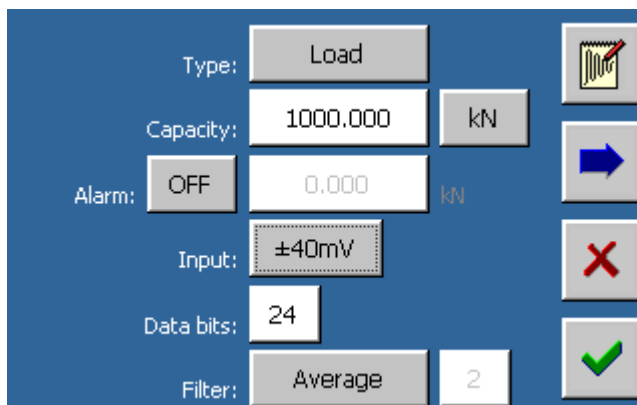 Type: Load
Capacity: 1000.000 kN
Alarm: OFF 0.000 kN
Input: ±40mV
Data bits: 24
Filter: Average 2